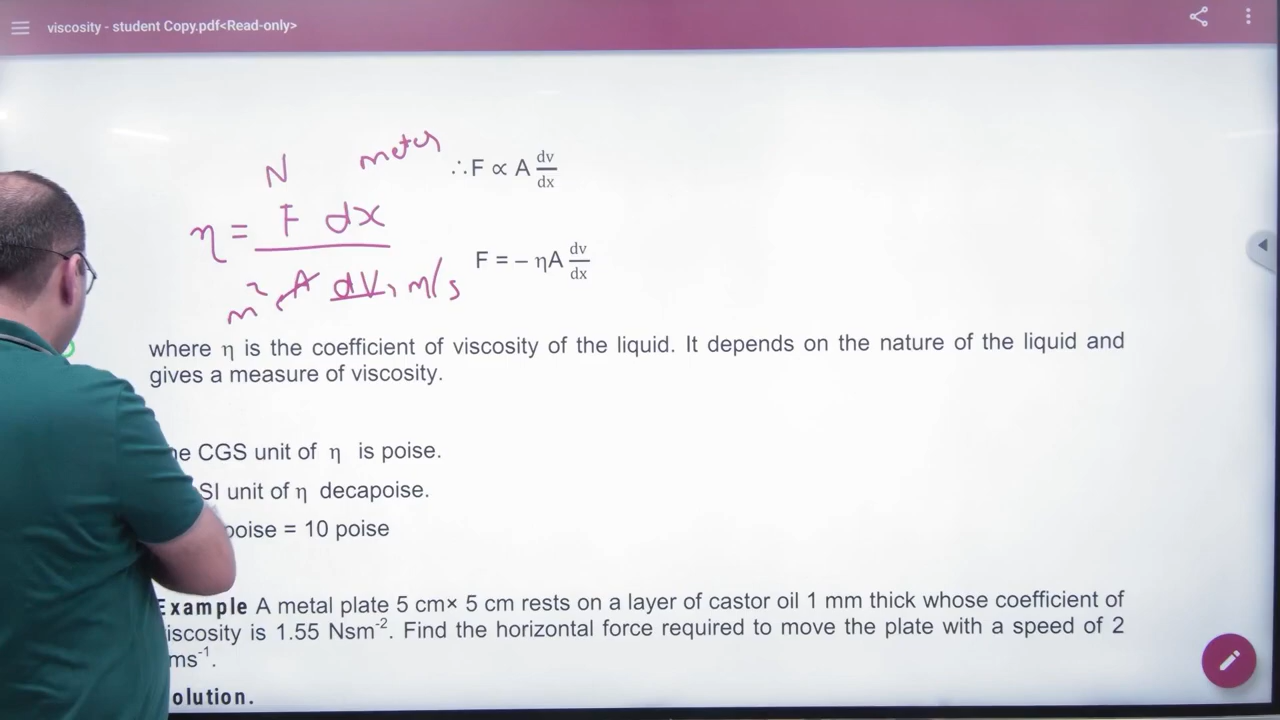 viscosity - student Copy.pdf<Read-only>
N meter
∴F ∝ A dv/dx
η = F dx
m² A dv, m/s
F = – ηA dv/dx
where η is the coefficient of viscosity of the liquid. It depends on the nature of the liquid and
gives a measure of viscosity.
CGS unit of η is poise.
SI unit of η decapoise.
poise = 10 poise
Example A metal plate 5 cm× 5 cm rests on a layer of castor oil 1 mm thick whose coefficient of
iscosity is 1.55 Nsm⁻². Find the horizontal force required to move the plate with a speed of 2
ms⁻¹.
olution.